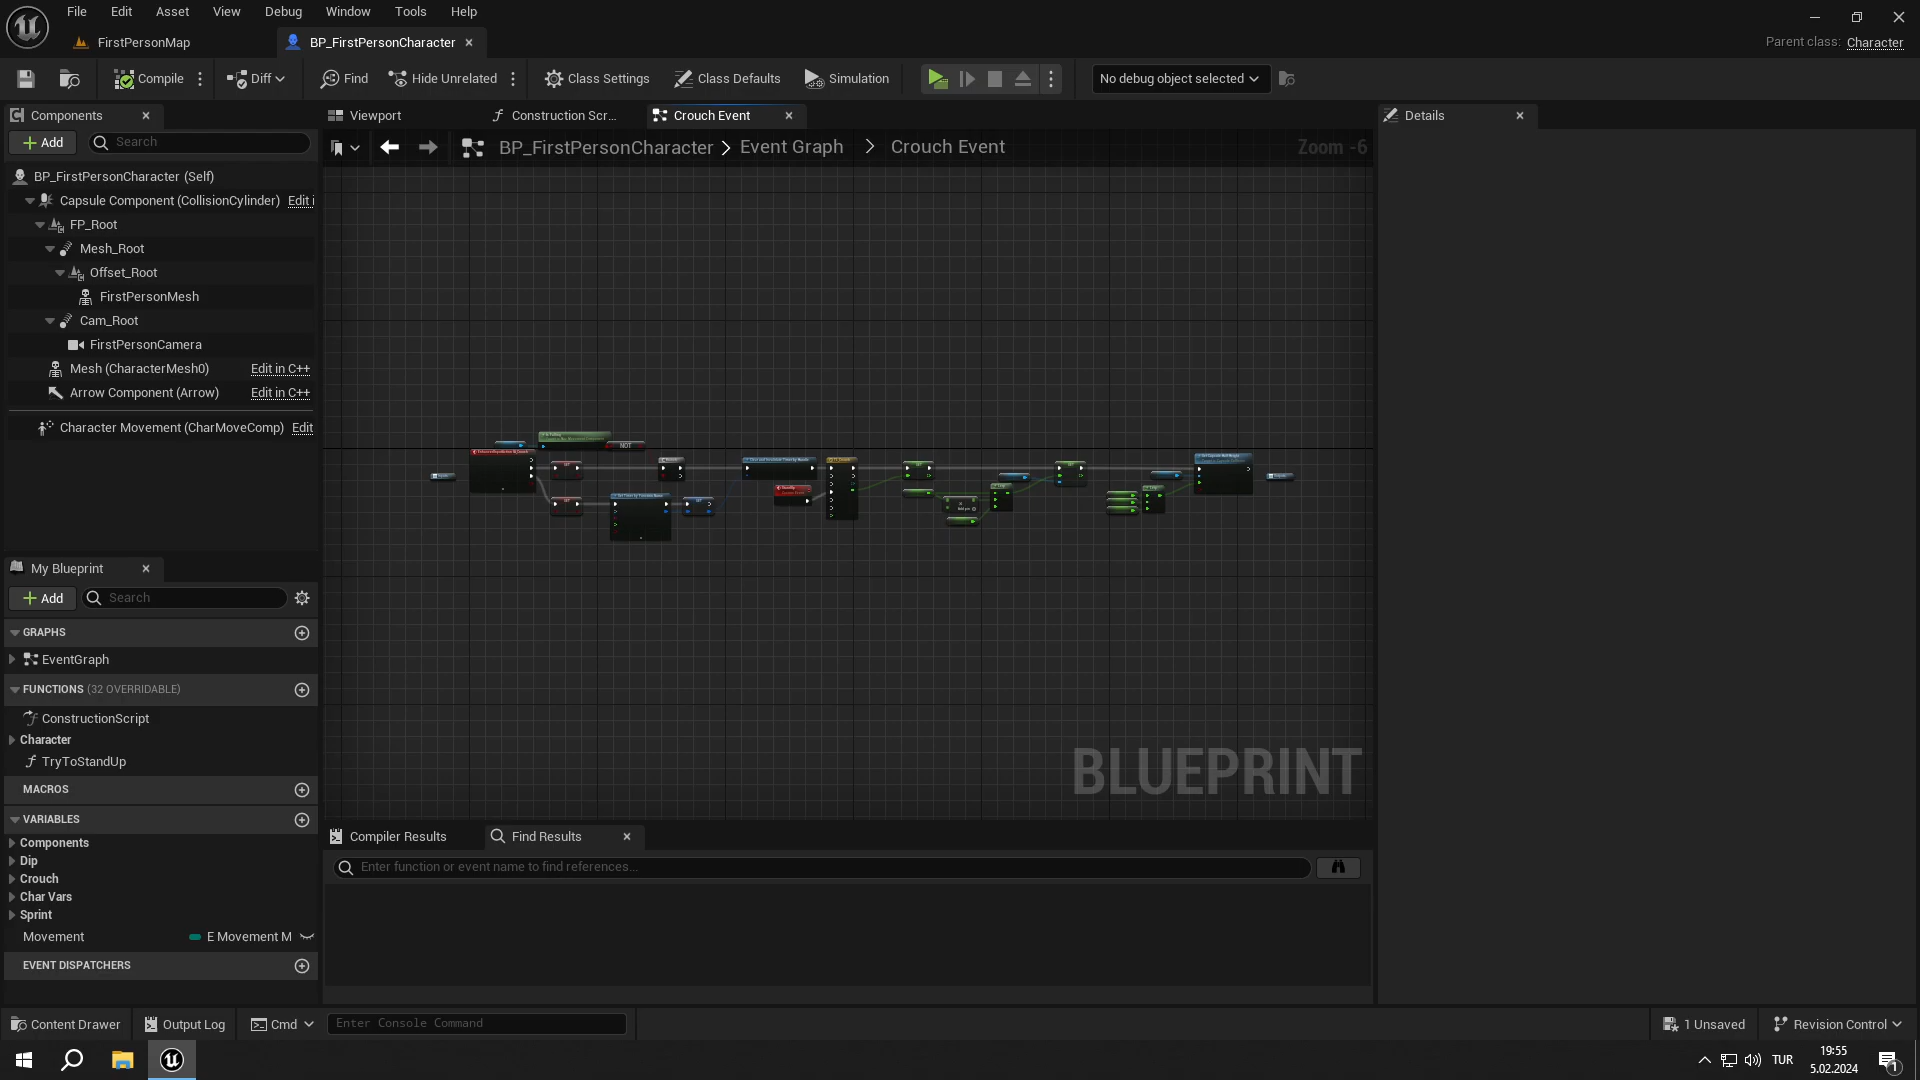 File Edit Asset View Debug Window Tools Help
FirstPersonMap
BP_FirstPersonCharacter
Parent class: Character
Compile
Diff
Find
Hide Unrelated
Class Settings
Class Defaults
Simulation
No debug object selected
Components
Viewport
Construction Scr...
Crouch Event
Details
Add
Search
BP_FirstPersonCharacter > Event Graph > Crouch Event
Zoom -6
BP_FirstPersonCharacter (Self)
Capsule Component (CollisionCylinder) Edit i
FP_Root
Mesh_Root
Offset_Root
FirstPersonMesh
Cam_Root
FirstPersonCamera
Mesh (CharacterMesh0) Edit in C++
Arrow Component (Arrow) Edit in C++
Character Movement (CharMoveComp) Edit
NOT
BLUEPRINT
My Blueprint
Add
Search
GRAPHS
EventGraph
FUNCTIONS (32 OVERRIDABLE)
ConstructionScript
Character
TryToStandUp
MACROS
VARIABLES
Components
Dip
Crouch
Char Vars
Sprint
Movement E Movement M
EVENT DISPATCHERS
Compiler Results
Find Results
Enter function or event name to find references...
Content Drawer
Output Log
Cmd
Enter Console Command
1 Unsaved
Revision Control
TUR
19:55
5.02.2024
1